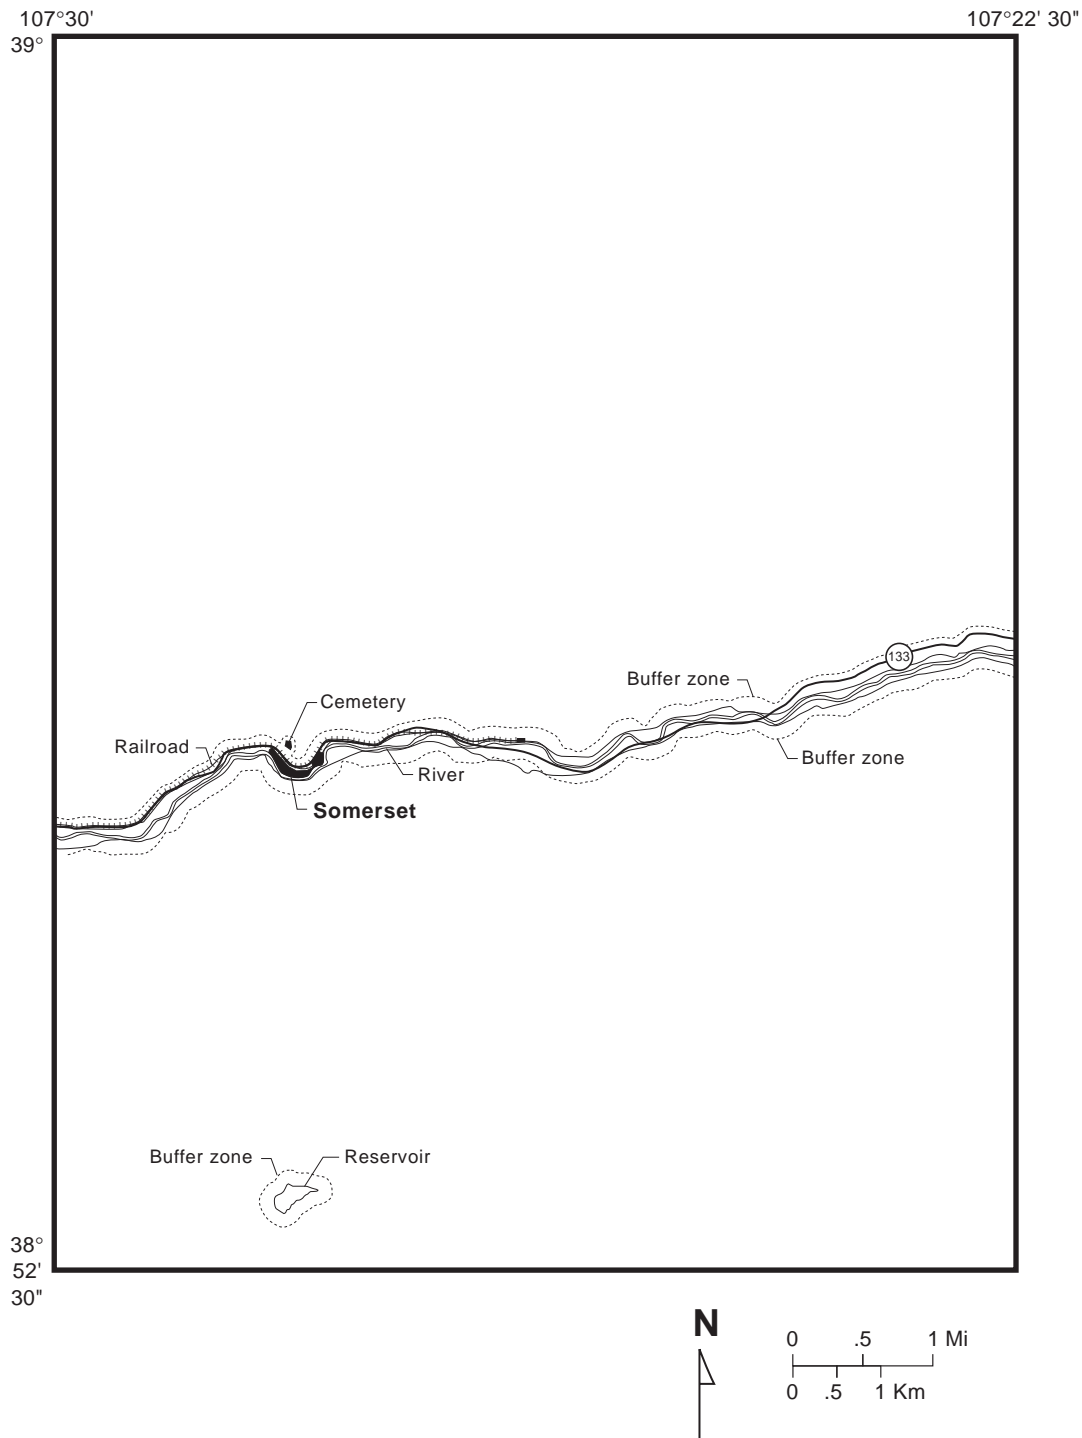 107°30'
107°22' 30"
39°
133
Buffer zone
Cemetery
Railroad
Buffer zone
River
Somerset
Buffer zone
Reservoir
38°
52'
30"
N
0 .5 1 Mi
0 .5 1 Km